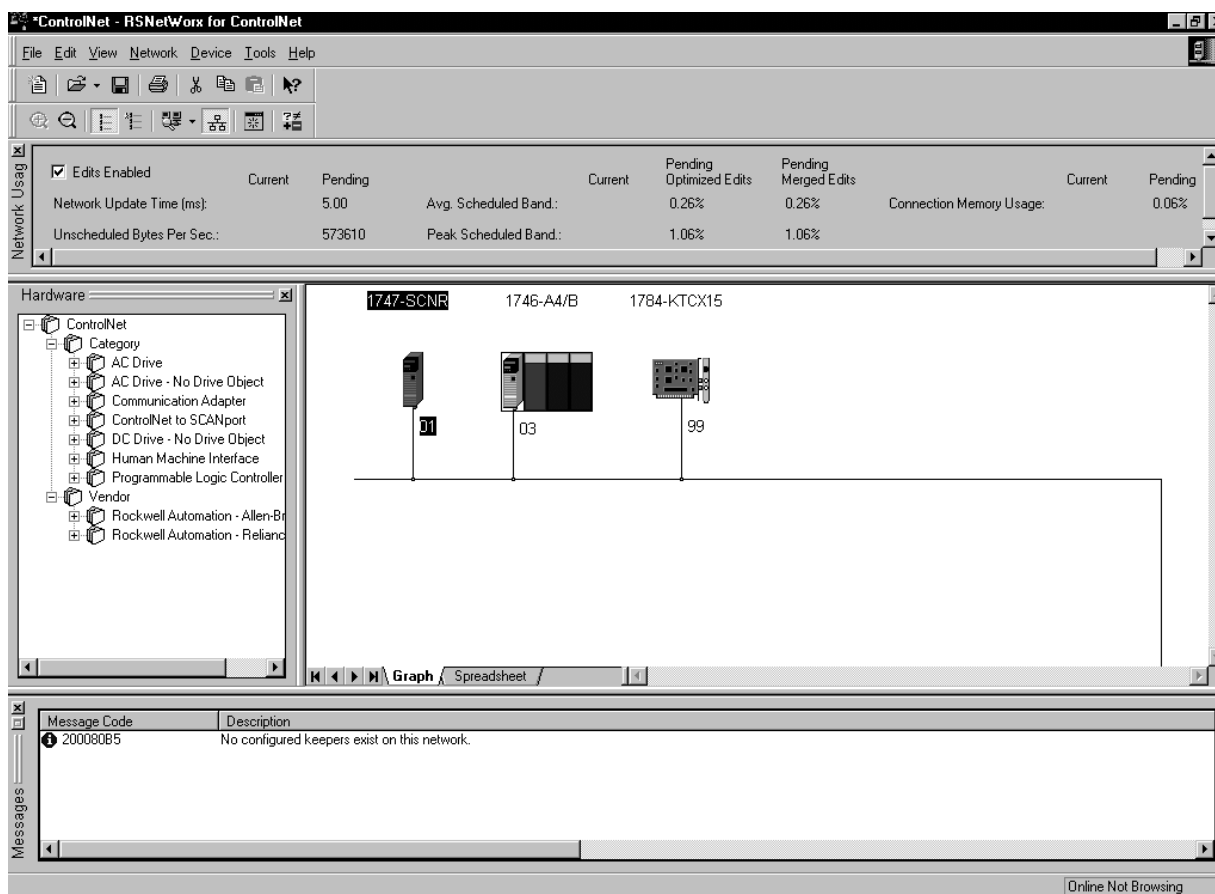 *ControlNet - RSNetWorx for ControlNet
File Edit View Network Device Tools Help
Network Usag
Edits Enabled
Current Pending
Current
Pending Optimized Edits
Pending Merged Edits
Current Pending
Network Update Time (ms): 5.00 Avg. Scheduled Band.: 0.26% 0.26% Connection Memory Usage: 0.06%
Unscheduled Bytes Per Sec.: 573610 Peak Scheduled Band.: 1.06% 1.06%
Hardware
ControlNet
Category
AC Drive
AC Drive - No Drive Object
Communication Adapter
ControlNet to SCANport
DC Drive - No Drive Object
Human Machine Interface
Programmable Logic Controller
Vendor
Rockwell Automation - Allen-Br
Rockwell Automation - Relianc
1747-SCNR 1746-A4/B 1784-KTCX15
01 03 99
Graph Spreadsheet
Messages
Message Code Description
200080B5 No configured keepers exist on this network.
Online Not Browsing